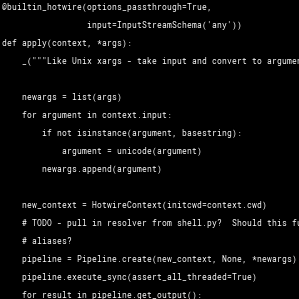 @builtin_hotwire(options_passthrough=True,
input=InputStreamSchema('any'))
def apply(context, *args):
_("""Like Unix xargs - take input and convert to
newargs = list(args)
for argument in context.input:
if not isinstance(argument, basestring):
argument = unicode(argument)
newargs.append(argument)
new_context = HotwireContext(initcwd=context.cwd)
# TODO - pull in resolver from shell.py?  Should this
# aliases?
pipeline = Pipeline.create(new_context, None, *newargs)
pipeline.execute_sync(assert_all_threaded=True)
for result in pipeline.get_output():